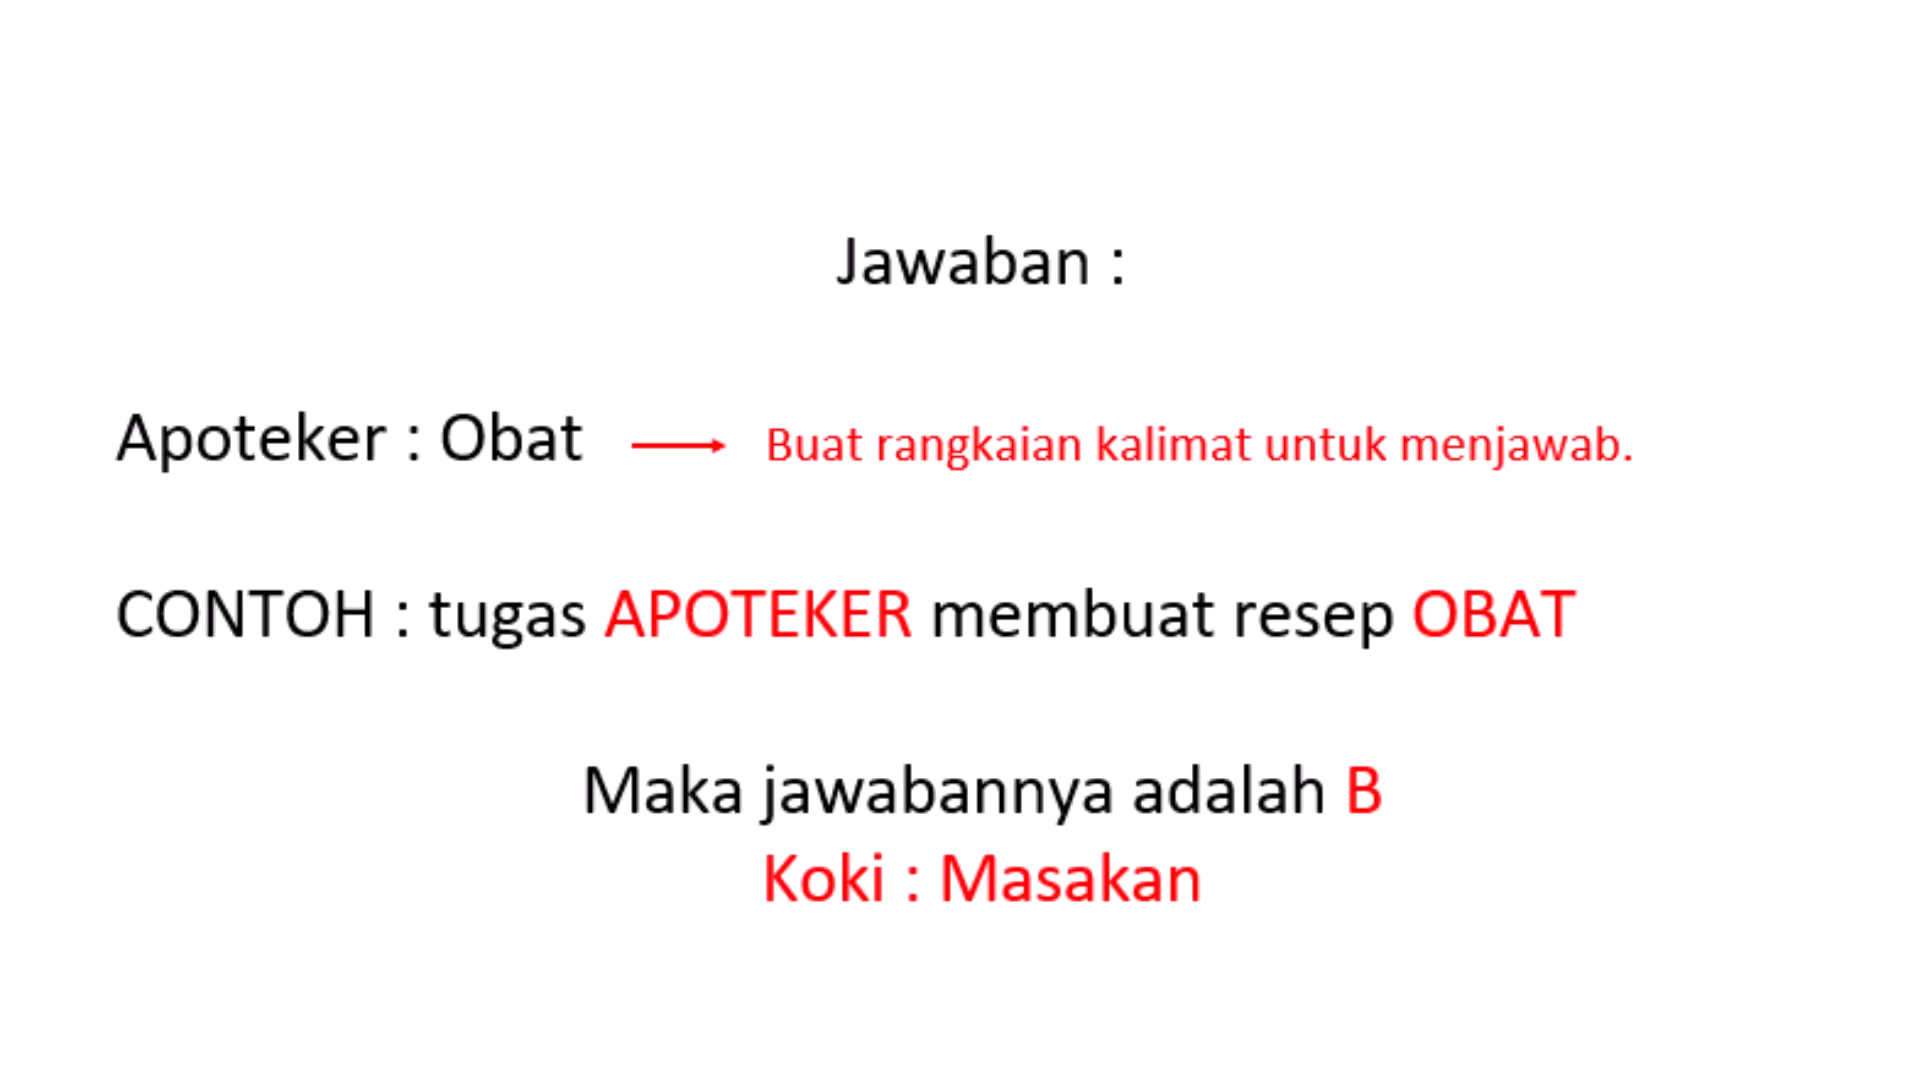 Jawaban :
Apoteker : Obat → Buat rangkaian kalimat untuk menjawab.
CONTOH : tugas APOTEKER membuat resep OBAT
Maka jawabannya adalah B
Koki : Masakan